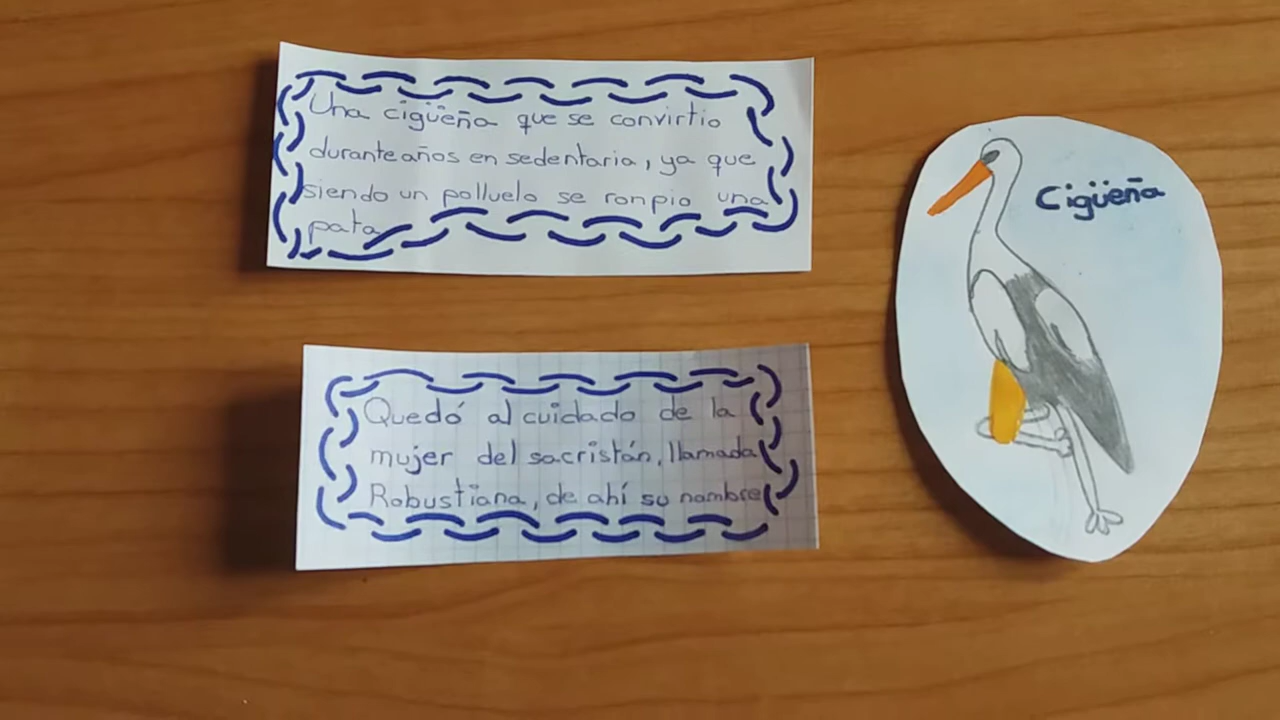 Una cigüeña que se convirtio
durante años en sedentaria, ya que
siendo un polluelo se ronpio una
pata.
Quedó al cuidado de la
mujer del sacristán, llamada
Robustiana, de ahí su nombre
Cigüeña